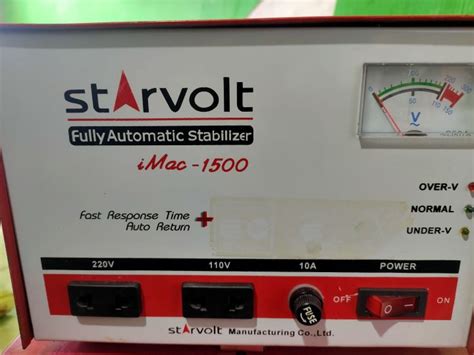 starvolt
Fully Automatic Stabilizer
iMac-1500
Fast Response Time
Auto Return
+
OVER-V
NORMAL
UNDER-V
220V
110V
10A
POWER
FUSE
OFF
ON
starvolt Manufacturing Co.,Ltd.